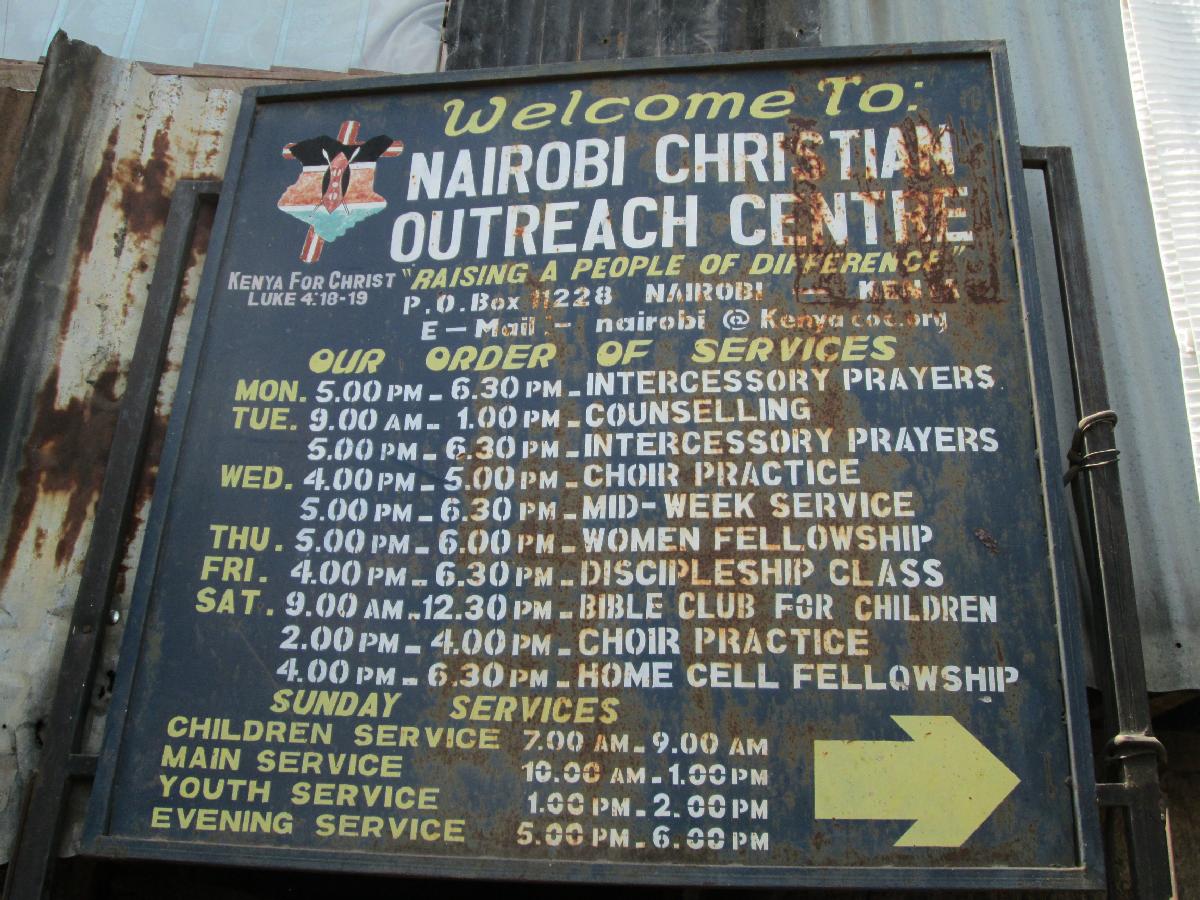 Welcome To:
NAIROBI CHRISTIAN
OUTREACH CENTRE
KENYA FOR CHRIST
LUKE 4:18-19
"RAISING A PEOPLE OF DIFFERENCE"
P.O. Box 11228 NAIROBI — KENYA
E-Mail:- nairobi @ Kenya coc.org
OUR ORDER OF SERVICES
MON. 5.00 PM - 6.30 PM - INTERCESSORY PRAYERS
TUE. 9.00 AM - 1.00 PM - COUNSELLING
5.00 PM - 6.30 PM - INTERCESSORY PRAYERS
WED. 4.00 PM - 5.00 PM - CHOIR PRACTICE
5.00 PM - 6.30 PM - MID-WEEK SERVICE
THU. 5.00 PM - 6.00 PM - WOMEN FELLOWSHIP
FRI. 4.00 PM - 6.30 PM - DISCIPLESHIP CLASS
SAT. 9.00 AM - 12.30 PM - BIBLE CLUB FOR CHILDREN
2.00 PM - 4.00 PM - CHOIR PRACTICE
4.00 PM - 6.30 PM - HOME CELL FELLOWSHIP
SUNDAY SERVICES
CHILDREN SERVICE 7.00 AM - 9.00 AM
MAIN SERVICE 10.00 AM - 1.00 PM
YOUTH SERVICE 1.00 PM - 2.00 PM
EVENING SERVICE 5.00 PM - 6.00 PM